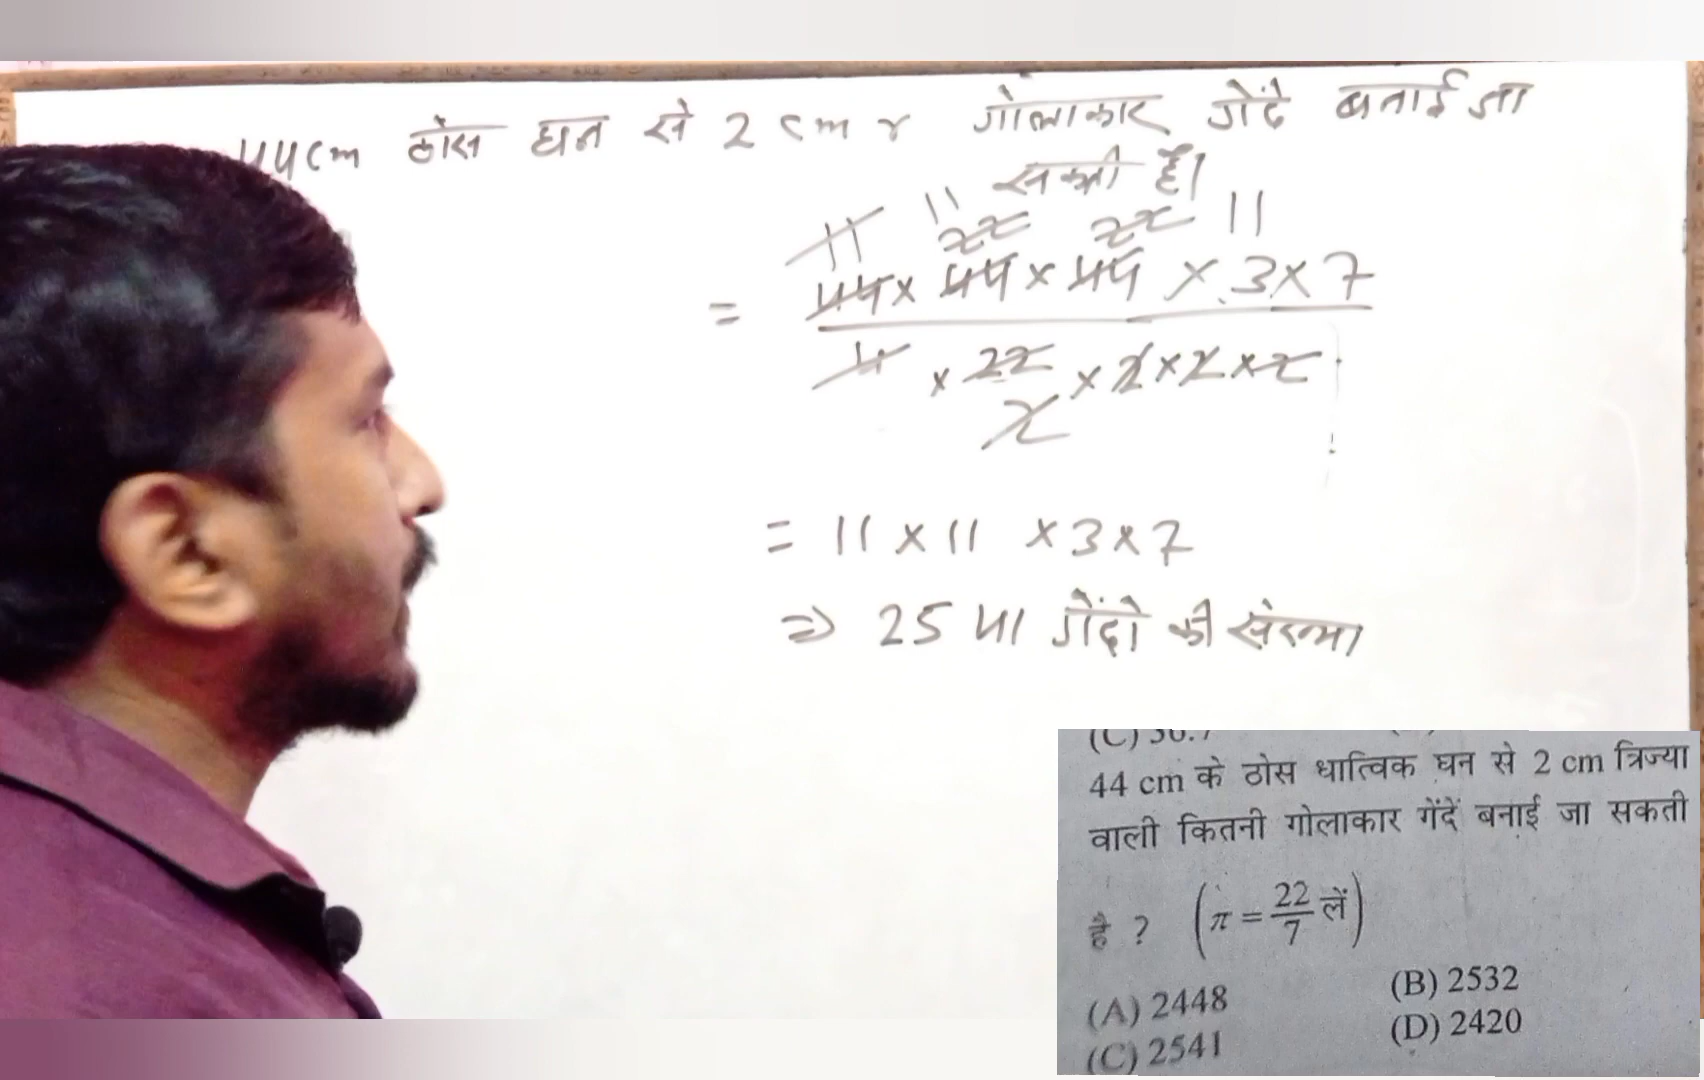 44cm ठोस घन से 2 cm r गोलाकार गेंदे बनाई जा
सकती हैं।
11 11 22 22 11
= 44 × 44 × 44 × 3 × 7
4 × 22 × 2 × 2 × 2
2
= 11 × 11 × 3 × 7
⇒ 2541 गेंदों की संख्या
44 cm के ठोस धात्विक घन से 2 cm त्रिज्या
वाली कितनी गोलाकार गेंदें बनाई जा सकती
है ? (π = 22/7 लें)
(A) 2448 (B) 2532
(C) 2541 (D) 2420